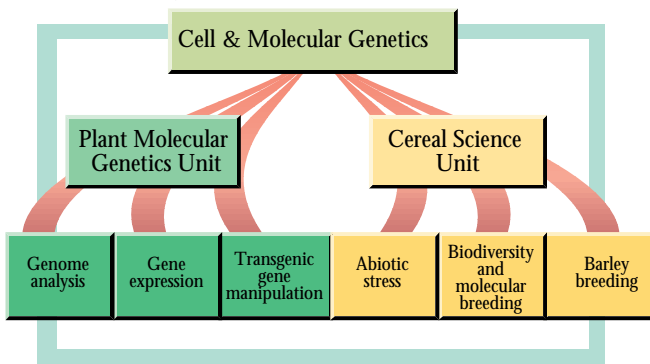 Cell & Molecular Genetics
Plant Molecular
Genetics Unit
Cereal Science
Unit
Genome
analysis
Gene
expression
Transgenic
gene
manipulation
Abiotic
stress
Biodiversity
and
molecular
breeding
Barley
breeding